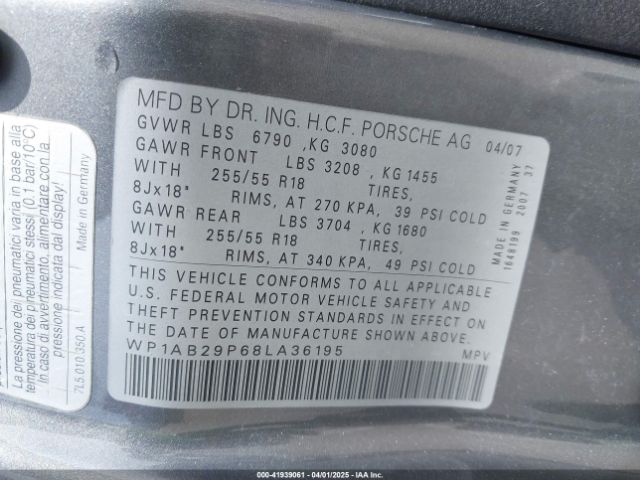 MFD BY DR. ING. H.C.F. PORSCHE AG 04/07
GVWR LBS 6790 ,KG 3080
GAWR FRONT LBS 3208 , KG 1455
WITH 255/55 R18 TIRES,
8Jx18" RIMS, AT 270 KPA, 39 PSI COLD
GAWR REAR LBS 3704 , KG 1680
WITH 255/55 R18 TIRES,
8Jx18" RIMS, AT 340 KPA, 49 PSI COLD
THIS VEHICLE CONFORMS TO ALL APPLICABLE
U.S. FEDERAL MOTOR VEHICLE SAFETY AND
THEFT PREVENTION STANDARDS IN EFFECT ON
THE DATE OF MANUFACTURE SHOWN ABOVE.
WP1AB29P68LA36195 MPV
MADE IN GERMANY
1648199 2007 37
La pressione dei pneumatici varia in base alla
temperatura dei pneumatici stessi (0.1 bar/10°C)
In caso di avvertimento, alimentare con la
pressione indicata dal display!
7L5.010.350.A Made in Germany
000-41939061 - 04/01/2025 - IAA Inc.